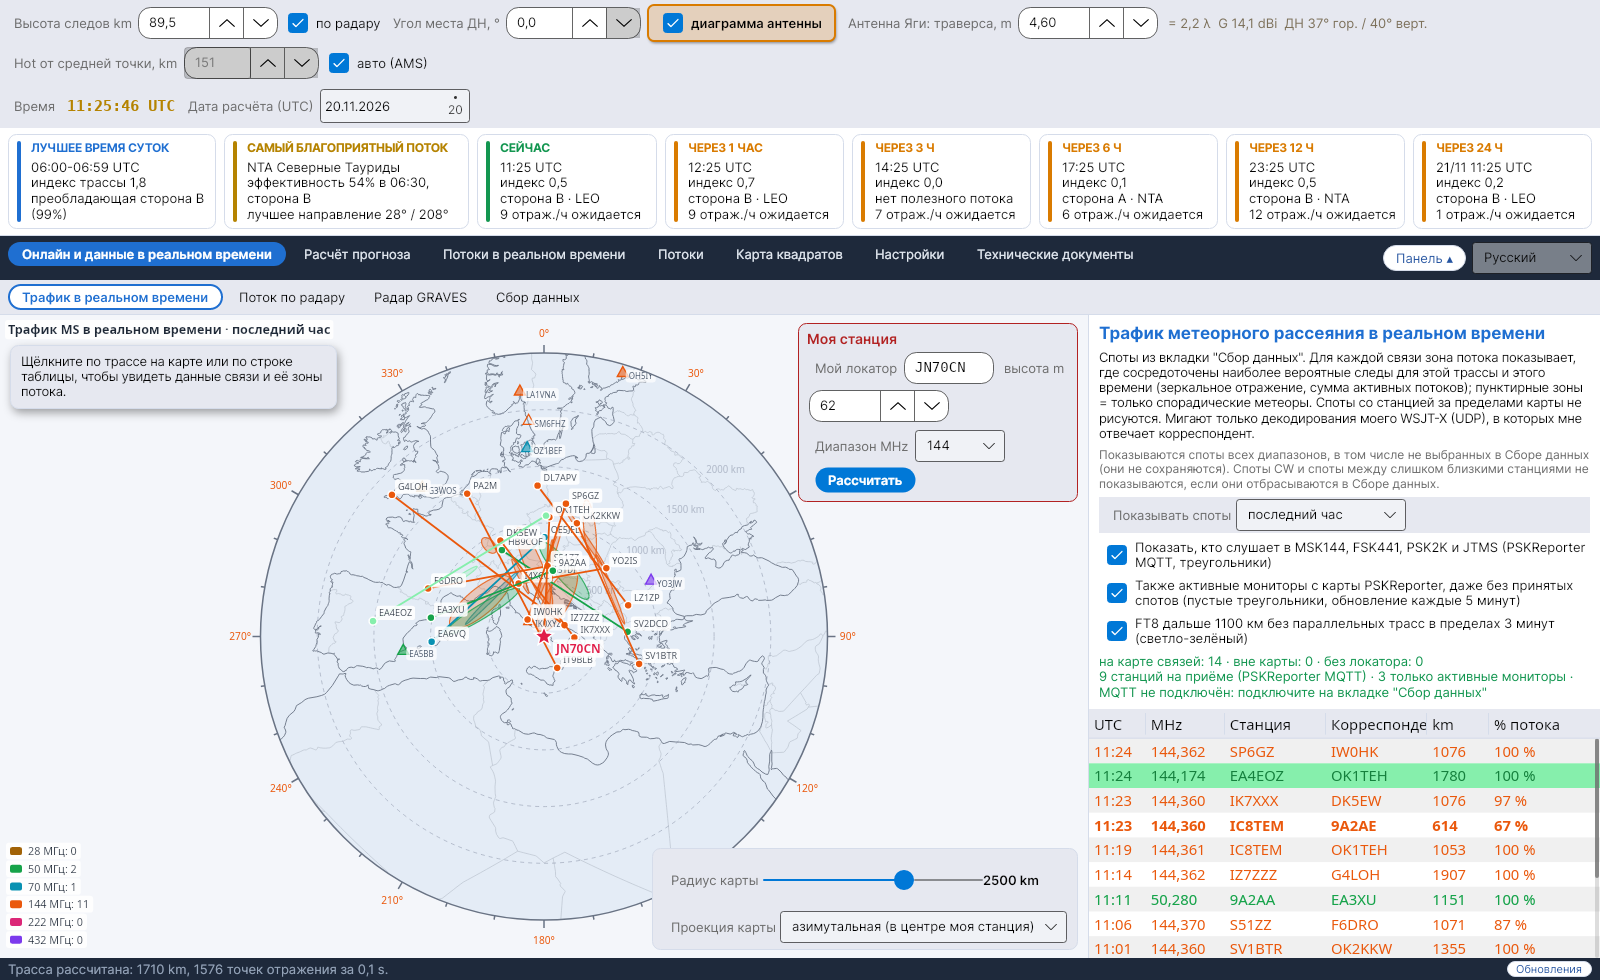 Высота следов km 89,5 по радару Угол места ДН, ° 0,0 диаграмма антенны Антенна Яги: траверса, m 4,60 = 2,2 λ G 14,1 dBi ДН 37° гор. / 40° верт.
Hot от средней точки, km 151 авто (AMS)
Время 11:25:46 UTC Дата расчёта (UTC) 20.11.2026 20
ЛУЧШЕЕ ВРЕМЯ СУТОК
06:00-06:59 UTC
индекс трассы 1,8
преобладающая сторона B
(99%)
САМЫЙ БЛАГОПРИЯТНЫЙ ПОТОК
NTA Северные Тауриды
эффективность 54% в 06:30,
сторона B
лучшее направление 28° / 208°
СЕЙЧАС
11:25 UTC
индекс 0,5
сторона B · LEO
9 отраж./ч ожидается
ЧЕРЕЗ 1 ЧАС
12:25 UTC
индекс 0,7
сторона B · LEO
9 отраж./ч ожидается
ЧЕРЕЗ 3 Ч
14:25 UTC
индекс 0,0
нет полезного потока
7 отраж./ч ожидается
ЧЕРЕЗ 6 Ч
17:25 UTC
индекс 0,1
сторона A · NTA
6 отраж./ч ожидается
ЧЕРЕЗ 12 Ч
23:25 UTC
индекс 0,5
сторона B · NTA
12 отраж./ч ожидается
ЧЕРЕЗ 24 Ч
21/11 11:25 UTC
индекс 0,2
сторона B · LEO
1 отраж./ч ожидается
Онлайн и данные в реальном времени Расчёт прогноза Потоки в реальном времени Потоки Карта квадратов Настройки Технические документы Панель ▴ Русский
Трафик в реальном времени Поток по радару Радар GRAVES Сбор данных
Трафик MS в реальном времени · последний час
Щёлкните по трассе на карте или по строке
таблицы, чтобы увидеть данные связи и её зоны
потока.
0°
30°
90°
120°
180°
210°
240°
270°
300°
330°
2000 km
1500 km
1000 km
OH5IY
LA1VNA
SM6FHZ
OZ1BEF
DL7APV
G4LOH
PA2M
SP6GZ
OK1TEH
OK2KKW
DK5EW
HB9COF
9A2AA
YO2IS
YO3JW
F6DRO
LZ1ZP
EA4EOZ
EA3XU
IW0HK
IZ7ZZZ
SV2DCD
EA6VQ
IK7XXX
EA5BB
JN70CN
SV1BTR
IT9BLB
28 МГц: 0
50 МГц: 2
70 МГц: 1
144 МГц: 11
222 МГц: 0
432 МГц: 0
Моя станция
Мой локатор JN70CN высота m
62
Диапазон MHz 144
Рассчитать
Радиус карты 2500 km
Проекция карты азимутальная (в центре моя станция)
Трафик метеорного рассеяния в реальном времени
Споты из вкладки "Сбор данных". Для каждой связи зона потока показывает,
где сосредоточены наиболее вероятные следы для этой трассы и этого
времени (зеркальное отражение, сумма активных потоков); пунктирные зоны
= только спорадические метеоры. Споты со станцией за пределами карты не
рисуются. Мигают только декодирования моего WSJT-X (UDP), в которых мне
отвечает корреспондент.
Показываются споты всех диапазонов, в том числе не выбранных в Сборе данных
(они не сохраняются). Споты CW и споты между слишком близкими станциями не
показываются, если они отбрасываются в Сборе данных.
Показывать споты последний час
Показать, кто слушает в MSK144, FSK441, PSK2K и JTMS (PSKReporter
MQTT, треугольники)
Также активные мониторы с карты PSKReporter, даже без принятых
спотов (пустые треугольники, обновление каждые 5 минут)
FT8 дальше 1100 км без параллельных трасс в пределах 3 минут
(светло-зелёный)
на карте связей: 14 · вне карты: 0 · без локатора: 0
9 станций на приёме (PSKReporter MQTT) · 3 только активные мониторы ·
MQTT не подключён: подключите на вкладке "Сбор данных"
UTC MHz Станция Корреспонде km % потока
11:24 144,362 SP6GZ IW0HK 1076 100 %
11:24 144,174 EA4EOZ OK1TEH 1780 100 %
11:23 144,360 IK7XXX DK5EW 1076 97 %
11:23 144,360 IC8TEM 9A2AE 614 67 %
11:19 144,361 IC8TEM OK1TEH 1053 100 %
11:14 144,362 IZ7ZZZ G4LOH 1907 100 %
11:11 50,280 9A2AA EA3XU 1151 100 %
11:06 144,370 S51ZZ F6DRO 1071 87 %
11:01 144,360 SV1BTR OK2KKW 1355 100 %
Трасса рассчитана: 1710 km, 1576 точек отражения за 0,1 s. Обновления